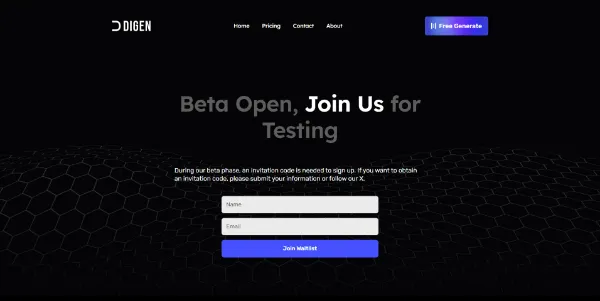 DIGEN
Home Pricing Contact About
Free Generate
Beta Open, Join Us for
Testing
During our beta phase, an invitation code is needed to sign up. If you want to obtain
an invitation code, please submit your information or follow our X.
Name
Email
Join Waitlist